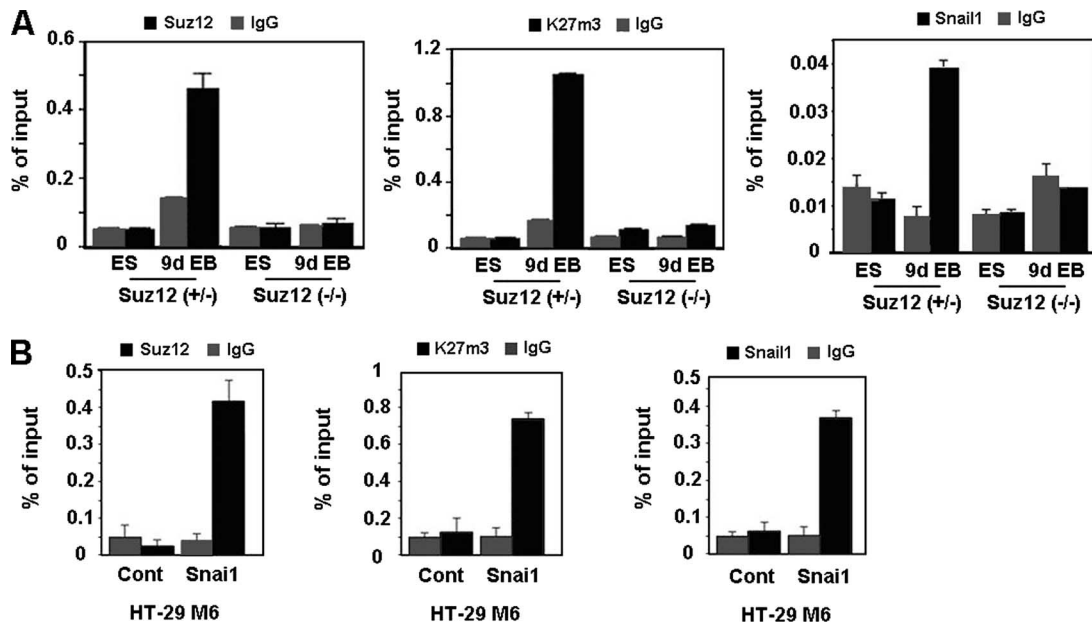 A
Suz12 IgG
% of input
0.6
0.4
0.2
0
ES 9d EB ES 9d EB
Suz12 (+/-) Suz12 (-/-)
K27m3 IgG
% of input
1.2
0.8
0.4
0
ES 9d EB ES 9d EB
Suz12 (+/-) Suz12 (-/-)
Snail1 IgG
% of input
0.04
0.03
0.02
0.01
0
ES 9d EB ES 9d EB
Suz12 (+/-) Suz12 (-/-)
B
Suz12 IgG
% of input
0.5
0.4
0.3
0.2
0.1
0
Cont Snai1
HT-29 M6
K27m3 IgG
% of input
1
0.8
0.6
0.4
0.2
0
Cont Snai1
HT-29 M6
Snail1 IgG
% of input
0.5
0.4
0.3
0.2
0.1
0
Cont Snai1
HT-29 M6